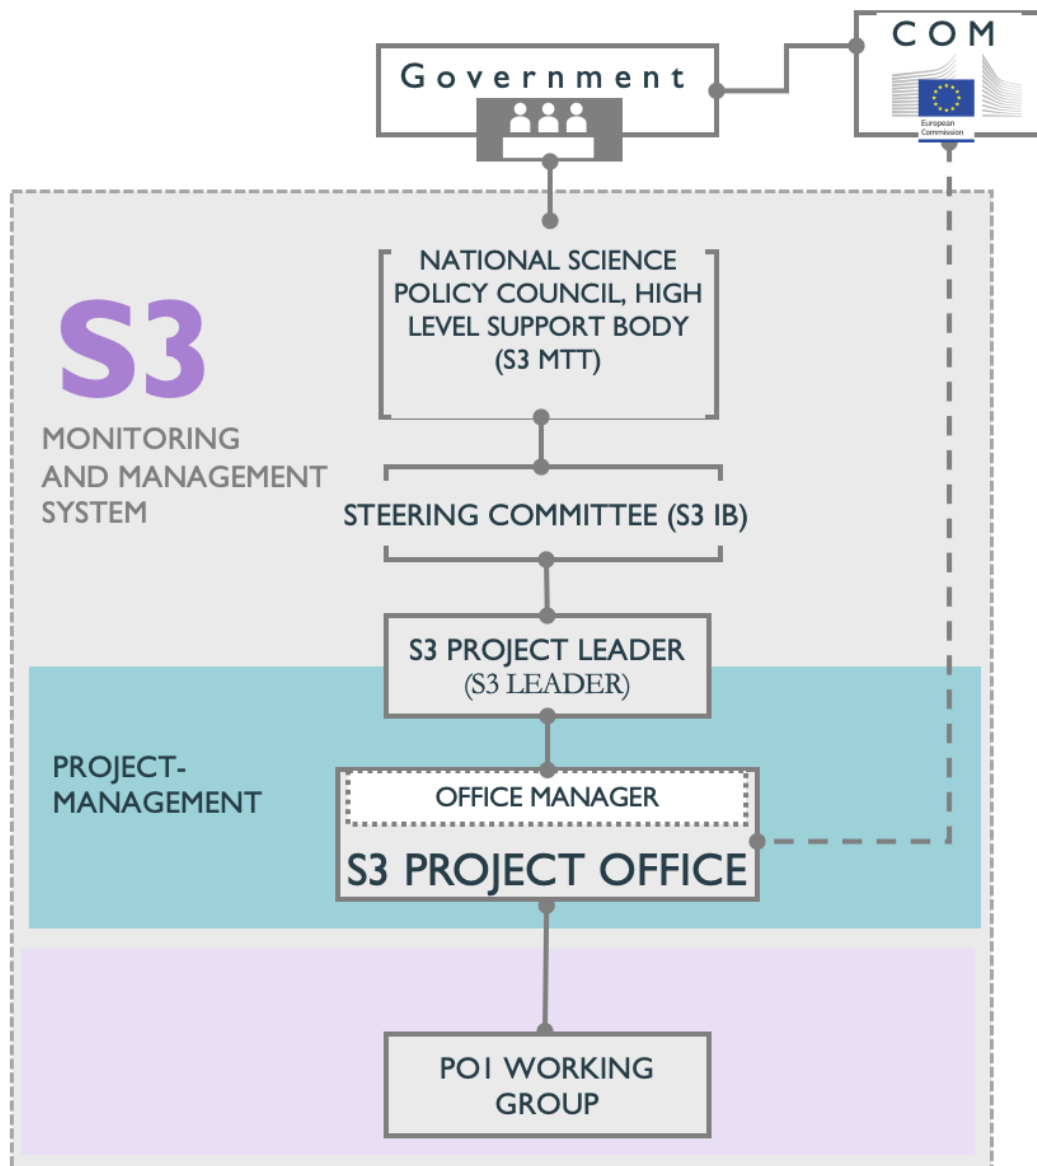 COM
Government
European
Commission
NATIONAL SCIENCE
POLICY COUNCIL, HIGH
LEVEL SUPPORT BODY
(S3 MTT)
S3
MONITORING
AND MANAGEMENT
SYSTEM
STEERING COMMITTEE (S3 IB)
S3 PROJECT LEADER
(S3 LEADER)
PROJECT-
MANAGEMENT
OFFICE MANAGER
S3 PROJECT OFFICE
PO1 WORKING
GROUP